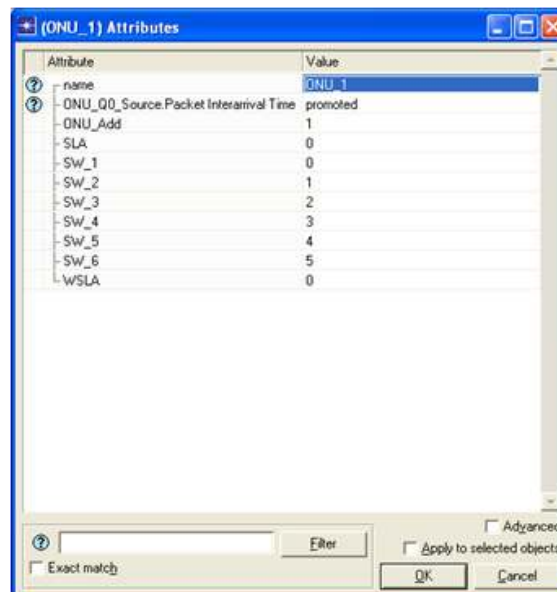 (ONU_1) Attributes
Attribute Value
name ONU_1
ONU_Q0_Source.Packet Interarrival Time promoted
ONU_Add 1
SLA 0
SW_1 0
SW_2 1
SW_3 2
SW_4 3
SW_5 4
SW_6 5
WSLA 0
Advanced
Filter
Apply to selected objects
Exact match
OK Cancel